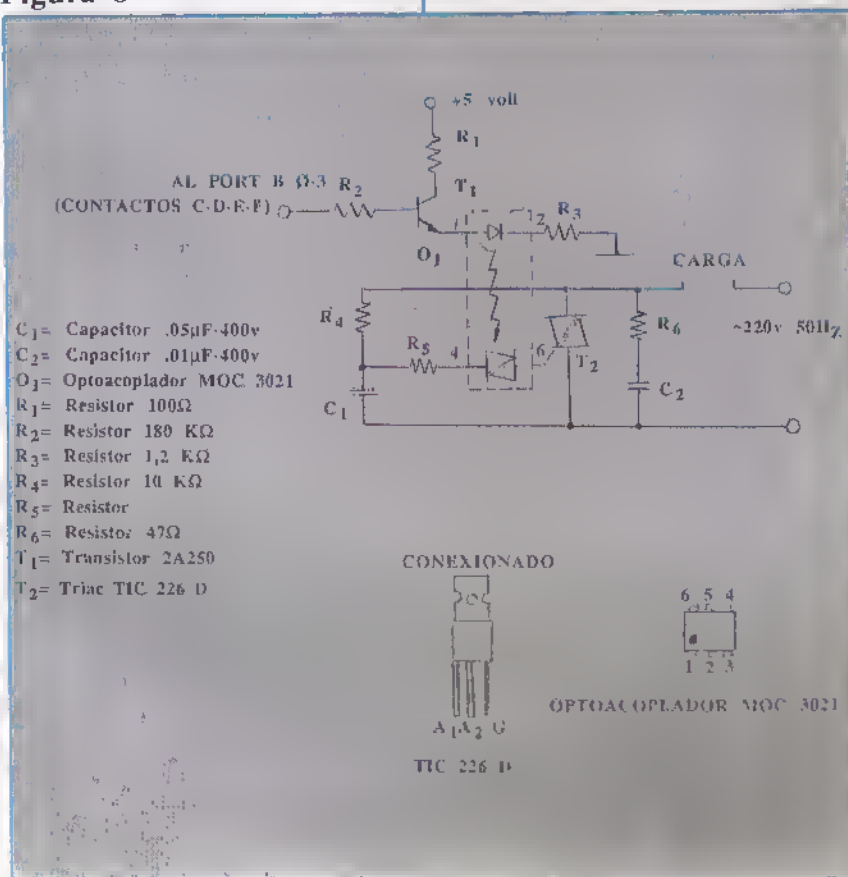 Figura
+5 volt
R1
AL PORT B 0-3 R2
T1
(CONTACTOS C-D-E-F)
1
2
R3
O1
CARGA
R4
R5
4
6
T2
R6
~220v 50Hz
C1
C2
C1= Capacitor .05µF-400v
C2= Capacitor .01µF-400v
O1= Optoacoplador MOC 3021
R1= Resistor 100Ω
R2= Resistor 180 KΩ
R3= Resistor 1,2 KΩ
R4= Resistor 10 KΩ
R5= Resistor
R6= Resistor 47Ω
T1= Transistor 2A250
T2= Triac TIC 226 D
CONEXIONADO
A1 A2 G
TIC 226 D
6 5 4
1 2 3
OPTOACOPLADOR MOC 3021